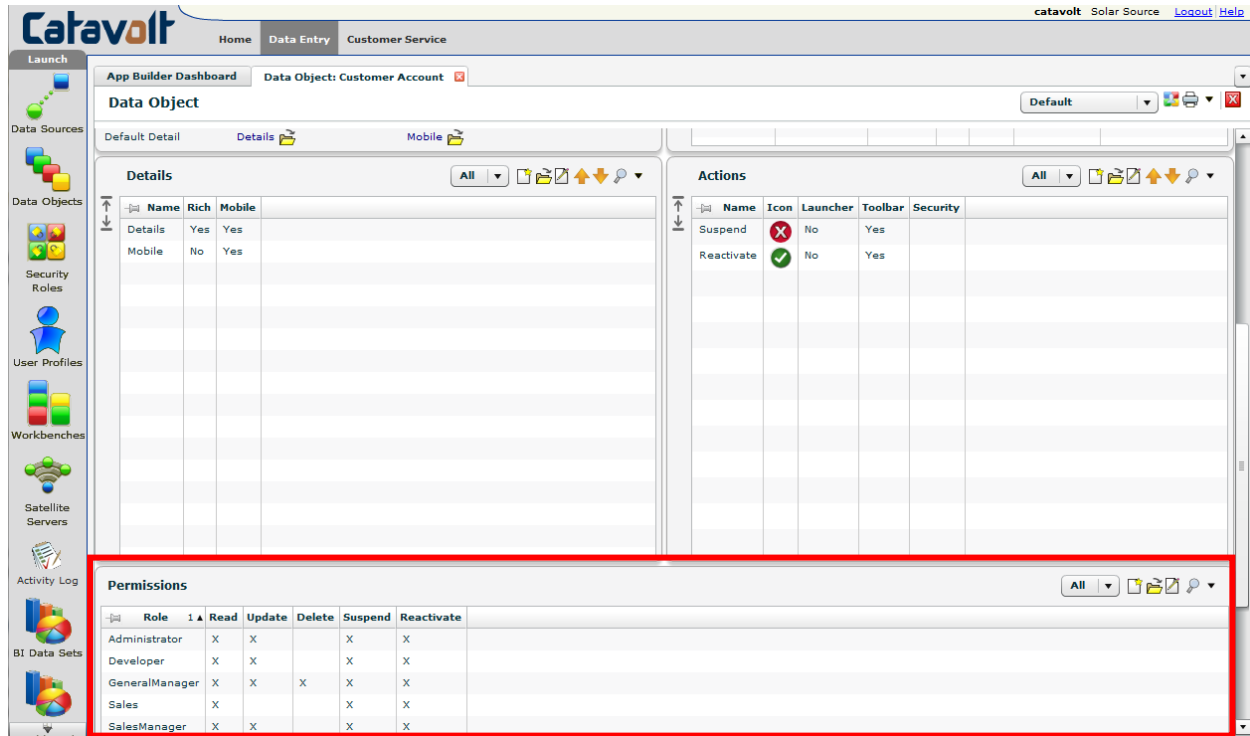 catavolt Solar Source Logout Help
Catavolt
Home Data Entry Customer Service
Launch
Data Sources
Data Objects
Security Roles
User Profiles
Workbenches
Satellite Servers
Activity Log
BI Data Sets
App Builder Dashboard Data Object: Customer Account
Data Object Default
Default Detail Details Mobile
Details All
Name Rich Mobile
Details Yes Yes
Mobile No Yes
Actions All
Name Icon Launcher Toolbar Security
Suspend No Yes
Reactivate No Yes
Permissions All
Role 1 Read Update Delete Suspend Reactivate
Administrator X X X X
Developer X X X X
GeneralManager X X X X X
Sales X X X
SalesManager X X X X